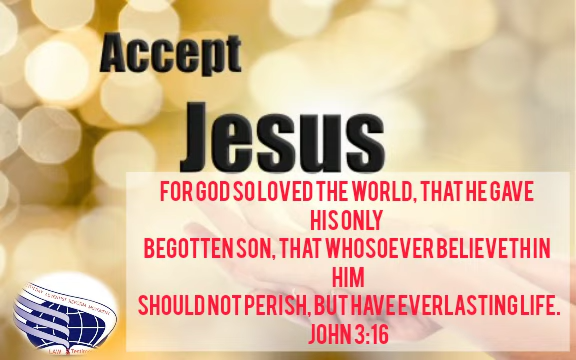 Accept
Jesus
FOR GOD SO LOVED THE WORLD, THAT HE GAVE
HIS ONLY
BEGOTTEN SON, THAT WHOSOEVER BELIEVETH IN
HIM
SHOULD NOT PERISH, BUT HAVE EVERLASTING LIFE.
JOHN 3:16
LAW